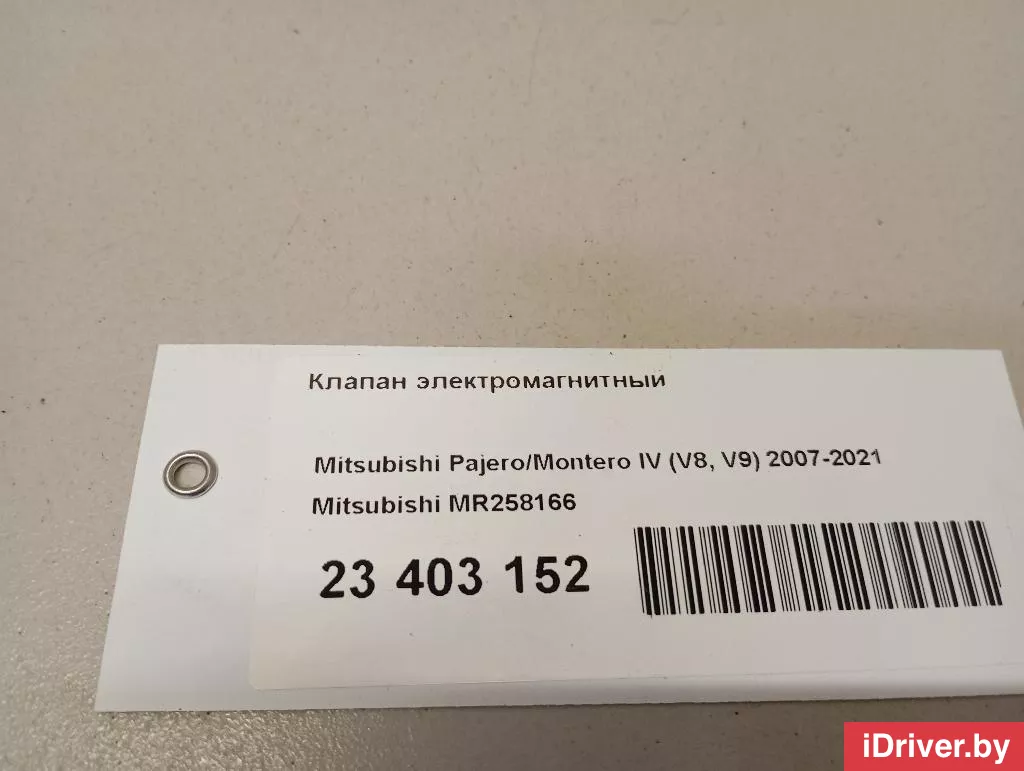 Клапан электромагнитный
Mitsubishi Pajero/Montero IV (V8, V9) 2007-2021
Mitsubishi MR258166
23 403 152
iDriver.by